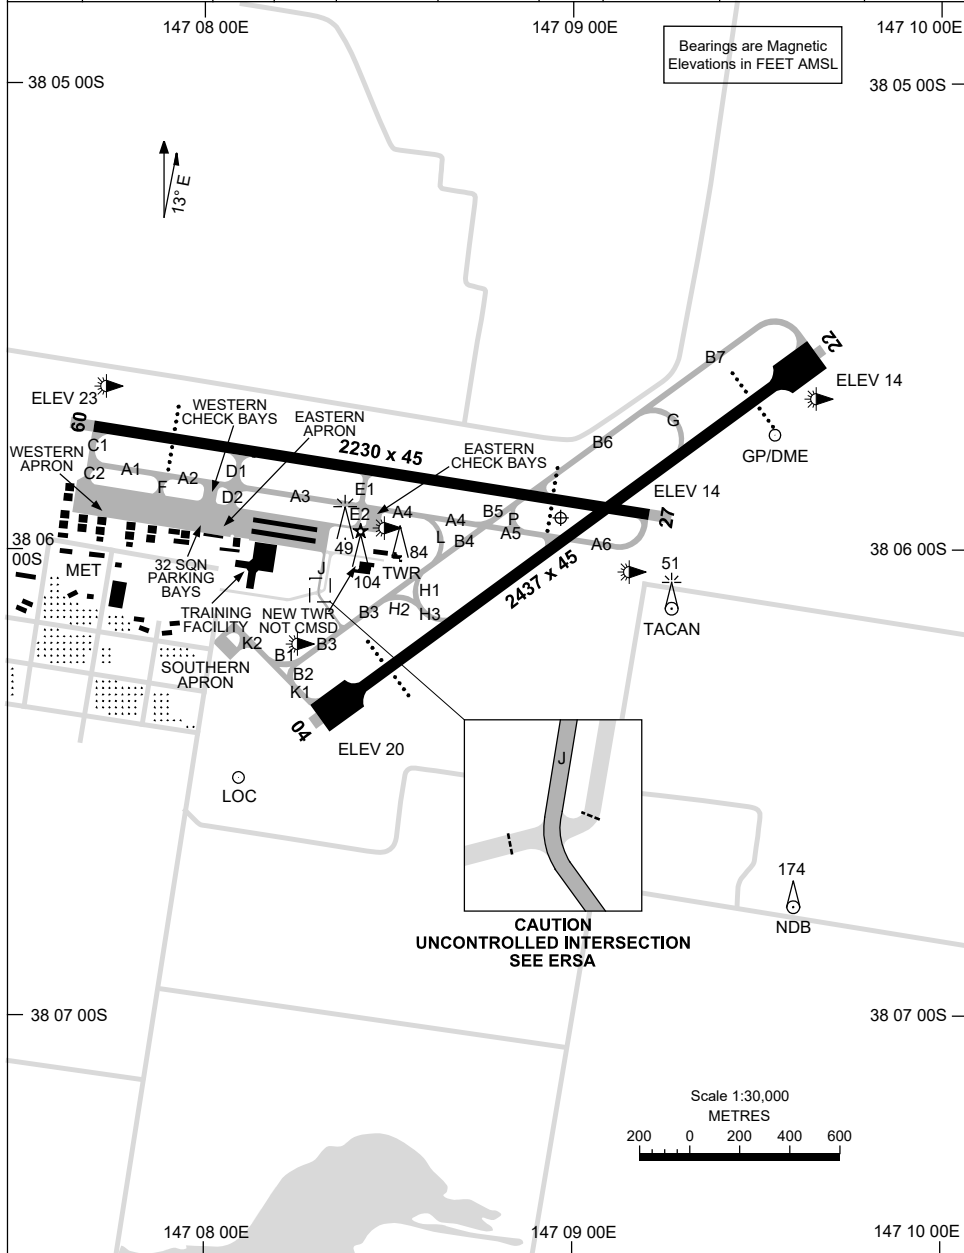 147 08 00E
147 09 00E
147 10 00E
Bearings are Magnetic
Elevations in FEET AMSL
38 05 00S
38 05 00S
13° E
22
B7
ELEV 14
ELEV 23
WESTERN
CHECK BAYS
EASTERN
APRON
09
G
GP/DME
B6
2230 x 45
EASTERN
CHECK BAYS
C1
WESTERN
APRON
A1
A2
D1
C2
F
D2
A3
E1
ELEV 14
E2
A4
A4
B5
P
27
L
B4
A5
A6
38 06
00S
49
84
38 06 00S
MET
32 SQN
PARKING
BAYS
J
104
TWR
51
H1
2437 x 45
TRAINING
FACILITY
NEW TWR
NOT CMSD
B3
H2
H3
TACAN
K2
B1
B3
SOUTHERN
APRON
B2
K1
04
ELEV 20
J
LOC
174
NDB
CAUTION
UNCONTROLLED INTERSECTION
SEE ERSA
38 07 00S
38 07 00S
Scale 1:30,000
METRES
200 0 200 400 600
147 08 00E
147 09 00E
147 10 00E